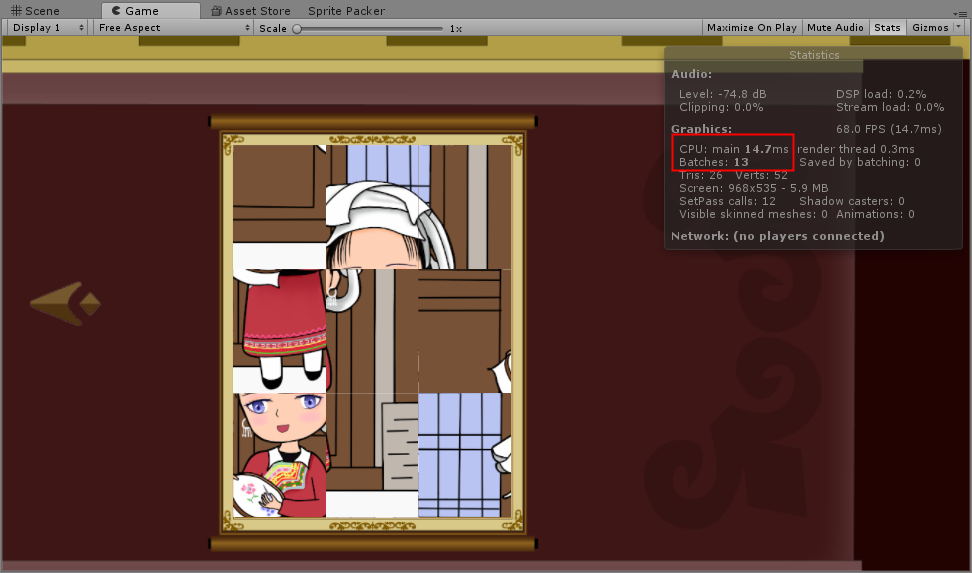 Scene Game Asset Store Sprite Packer
Display 1 Free Aspect Scale 1x Maximize On Play Mute Audio Stats Gizmos
Statistics
Audio:
Level: -74.8 dB DSP load: 0.2%
Clipping: 0.0% Stream load: 0.0%
Graphics: 68.0 FPS (14.7ms)
CPU: main 14.7ms render thread 0.3ms
Batches: 13 Saved by batching: 0
Tris: 26 Verts: 52
Screen: 968x535 - 5.9 MB
SetPass calls: 12 Shadow casters: 0
Visible skinned meshes: 0 Animations: 0
Network: (no players connected)